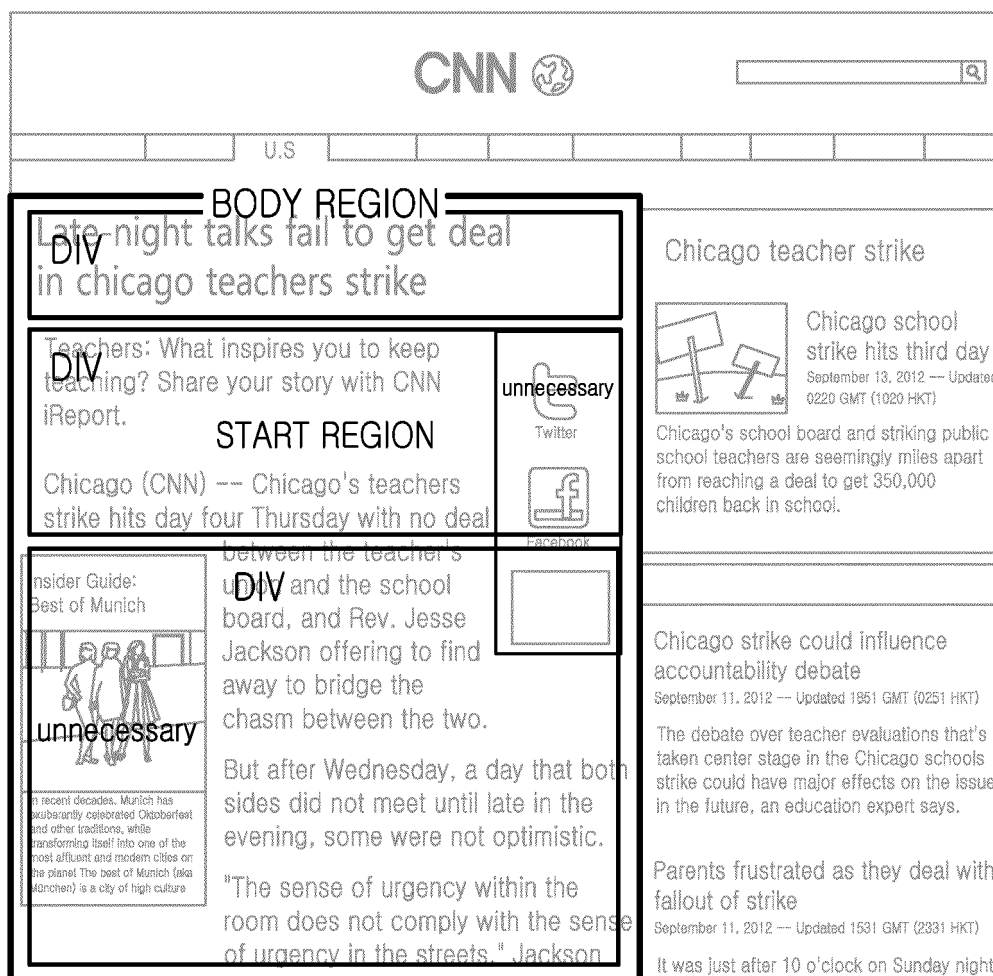 CNN
U.S
BODY REGION
Late-night talks fail to get deal
DIV
in chicago teachers strike
Teachers: What inspires you to keep
DIV
teaching? Share your story with CNN
iReport.
START REGION
Chicago (CNN) -- Chicago's teachers
strike hits day four Thursday with no deal
unnecessary
Twitter
Facebook
between the teacher's
DIV
union and the school
board, and Rev. Jesse
Jackson offering to find
away to bridge the
chasm between the two.
But after Wednesday, a day that both
sides did not meet until late in the
evening, some were not optimistic.
"The sense of urgency within the
room does not comply with the sense
of urgency in the streets." Jackson
nsider Guide:
Best of Munich
unnecessary
n recent decades. Munich has
exuberantly celebrated Oktoberfest
and other traditions, while
transforming itself into one of the
most affluent and modern cities on
the planet The best of Munich (aka
Munchen) is a city of high culture
Chicago teacher strike
Chicago school
strike hits third day
September 13, 2012 -- Updated
0220 GMT (1020 HKT)
Chicago's school board and striking public
school teachers are seemingly miles apart
from reaching a deal to get 350,000
children back in school.
Chicago strike could influence
accountability debate
September 11, 2012 -- Updated 1851 GMT (0251 HKT)
The debate over teacher evaluations that's
taken center stage in the Chicago schools
strike could have major effects on the issue
in the future, an education expert says.
Parents frustrated as they deal with
fallout of strike
September 11, 2012 -- Updated 1531 GMT (2331 HKT)
It was just after 10 o'clock on Sunday night